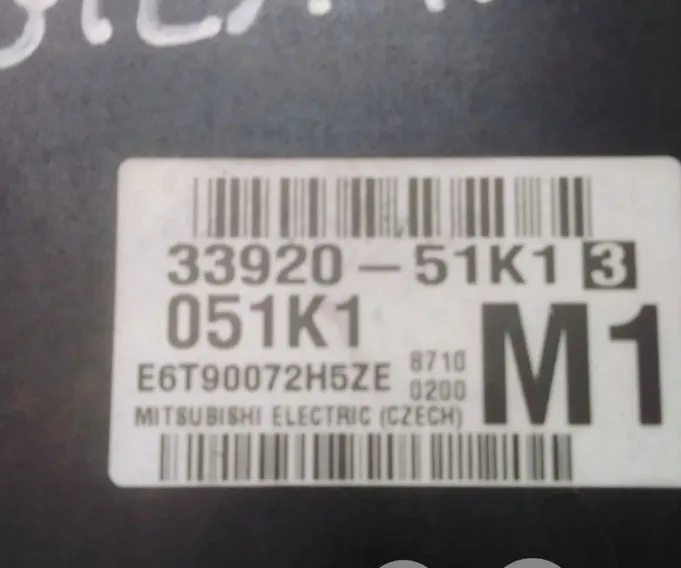 33920-51K1 3
051K1
M1
E6T90072H5ZE
8710
0200
MITSUBISHI ELECTRIC (CZECH)